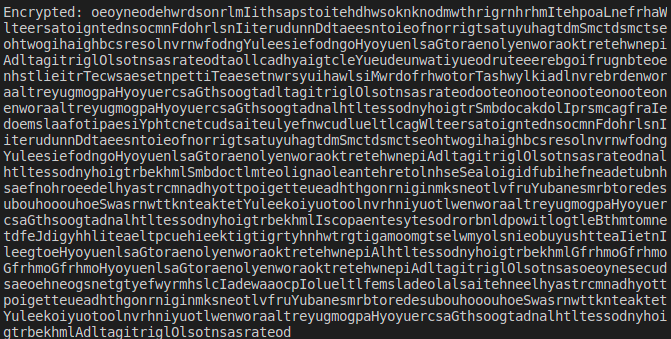 Encrypted: oeoyneodehwrdsonrlmIithsapstoitehdhwsoknknodmwthrigrnhrhmItehpoaLnefrhaW
lteersatoigntednsocmnFdohrlsnIiterudunnDdtaeesntoieofnorrigtsatuyuhagtdmSmctdsmctse
ohtwogihaighbcsresolnvrnwfodngYuleesiefodngoHyoyuenlsaGtoraenolyenworaoktretehwnepi
AdltagitriglOlsotnsasrateodtaollcadhyaigtcleYueudeunwatiyueodruteeerebgoifrugnbteoe
nhstlieitrTecwsaesetnpettiTeaesetnwrsyuihawlsiMwrdofrhwotorTashwylkiadlnvrebrdenwor
aaltreyugmogpaHyoyuercsaGthsoogtadltagitriglOlsotnsasrateodooteonooteonooteonooteon
enworaaltreyugmogpaHyoyuercsaGthsoogtadnalhtltessodnyhoigtrSmbdocakdolIprsmcagfraIe
doemslaafotipaesiYphtcnetcudsaiteulyefnwcudlueltlcagWlteersatoigntednsocmnFdohrlsnI
iterudunnDdtaeesntoieofnorrigtsatuyuhagtdmSmctdsmctseohtwogihaighbcsresolnvrnwfodng
YuleesiefodngoHyoyuenlsaGtoraenolyenworaoktretehwnepiAdltagitriglOlsotnsasrateodnal
htltessodnyhoigtrbekhmlSmbdoctlmteolignaoleantehretolnhseSealoigidfubihefneadetubnh
saefnohroeedelhyastrcmnadhyottpoigetteueadhthgonrniginmksneotlvfruYubanesmrbtoredes
ubouhooouhoeSwasrnwttknteaktetYuleekoiyuotoolnvrhniyuotlwenworaaltreyugmogpaHyoyuer
csaGthsoogtadnalhtltessodnyhoigtrbekhmlIscopaentesytesodrorbnldpowitlogtleBthmtomne
tdfeJdigyhhliteaeltpcuehieektigtigrtyhnhwtrgtigamoomgtselwmyolsnieobuyushtteaIietnI
leegtoeHyoyuenlsaGtoraenolyenworaoktretehwnepiAlhtltessodnyhoigtrbekhmlGfrhmoGfrhmo
GfrhmoGfrhmoHyoyuenlsaGtoraenolyenworaoktretehwnepiAdltagitriglOlsotnsasoeoynesecud
saeoehneogsnetgtyefwyrmhslcIadewaaocpIolueltlfemsladeolalsaitehneelhyastrcmnadhyott
poigetteueadhthgonrniginmksneotlvfruYubanesmrbtoredesubouhooouhoeSwasrnwttknteaktet
YuleekoiyuotoolnvrhniyuotlwenworaaltreyugmogpaHyoyuercsaGthsoogtadnalhtltessodnyhoi
gtrbekhmlAdltagitriglOlsotnsasrateod